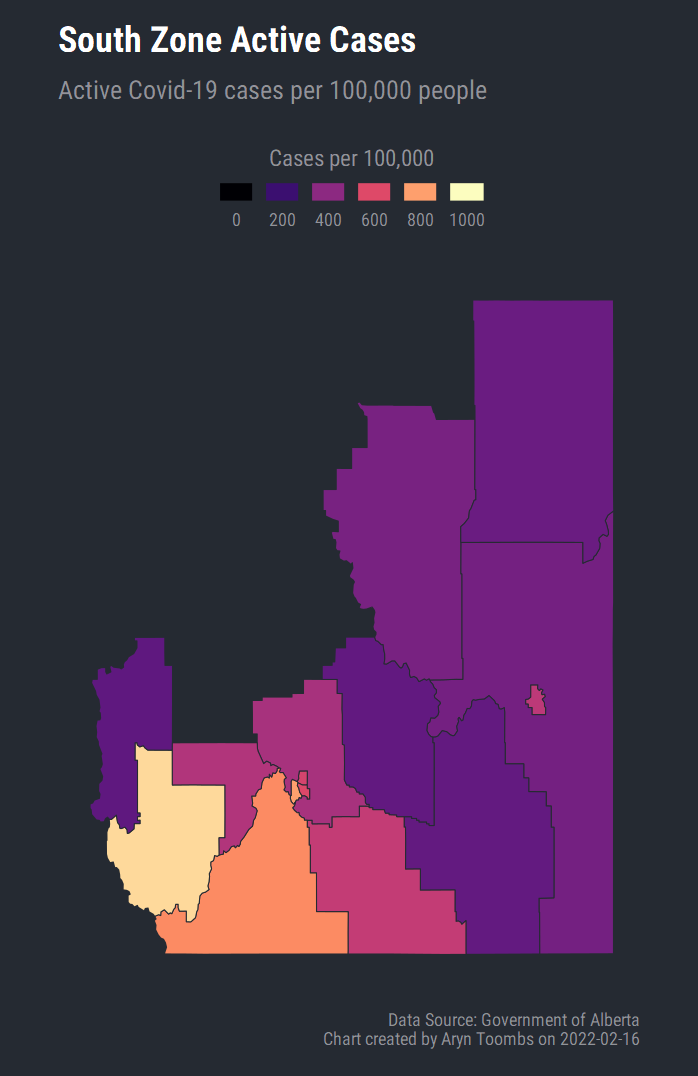 South Zone Active Cases
Active Covid-19 cases per 100,000 people
Cases per 100,000
0 200 400 600 800 1000
Data Source: Government of Alberta
Chart created by Aryn Toombs on 2022-02-16